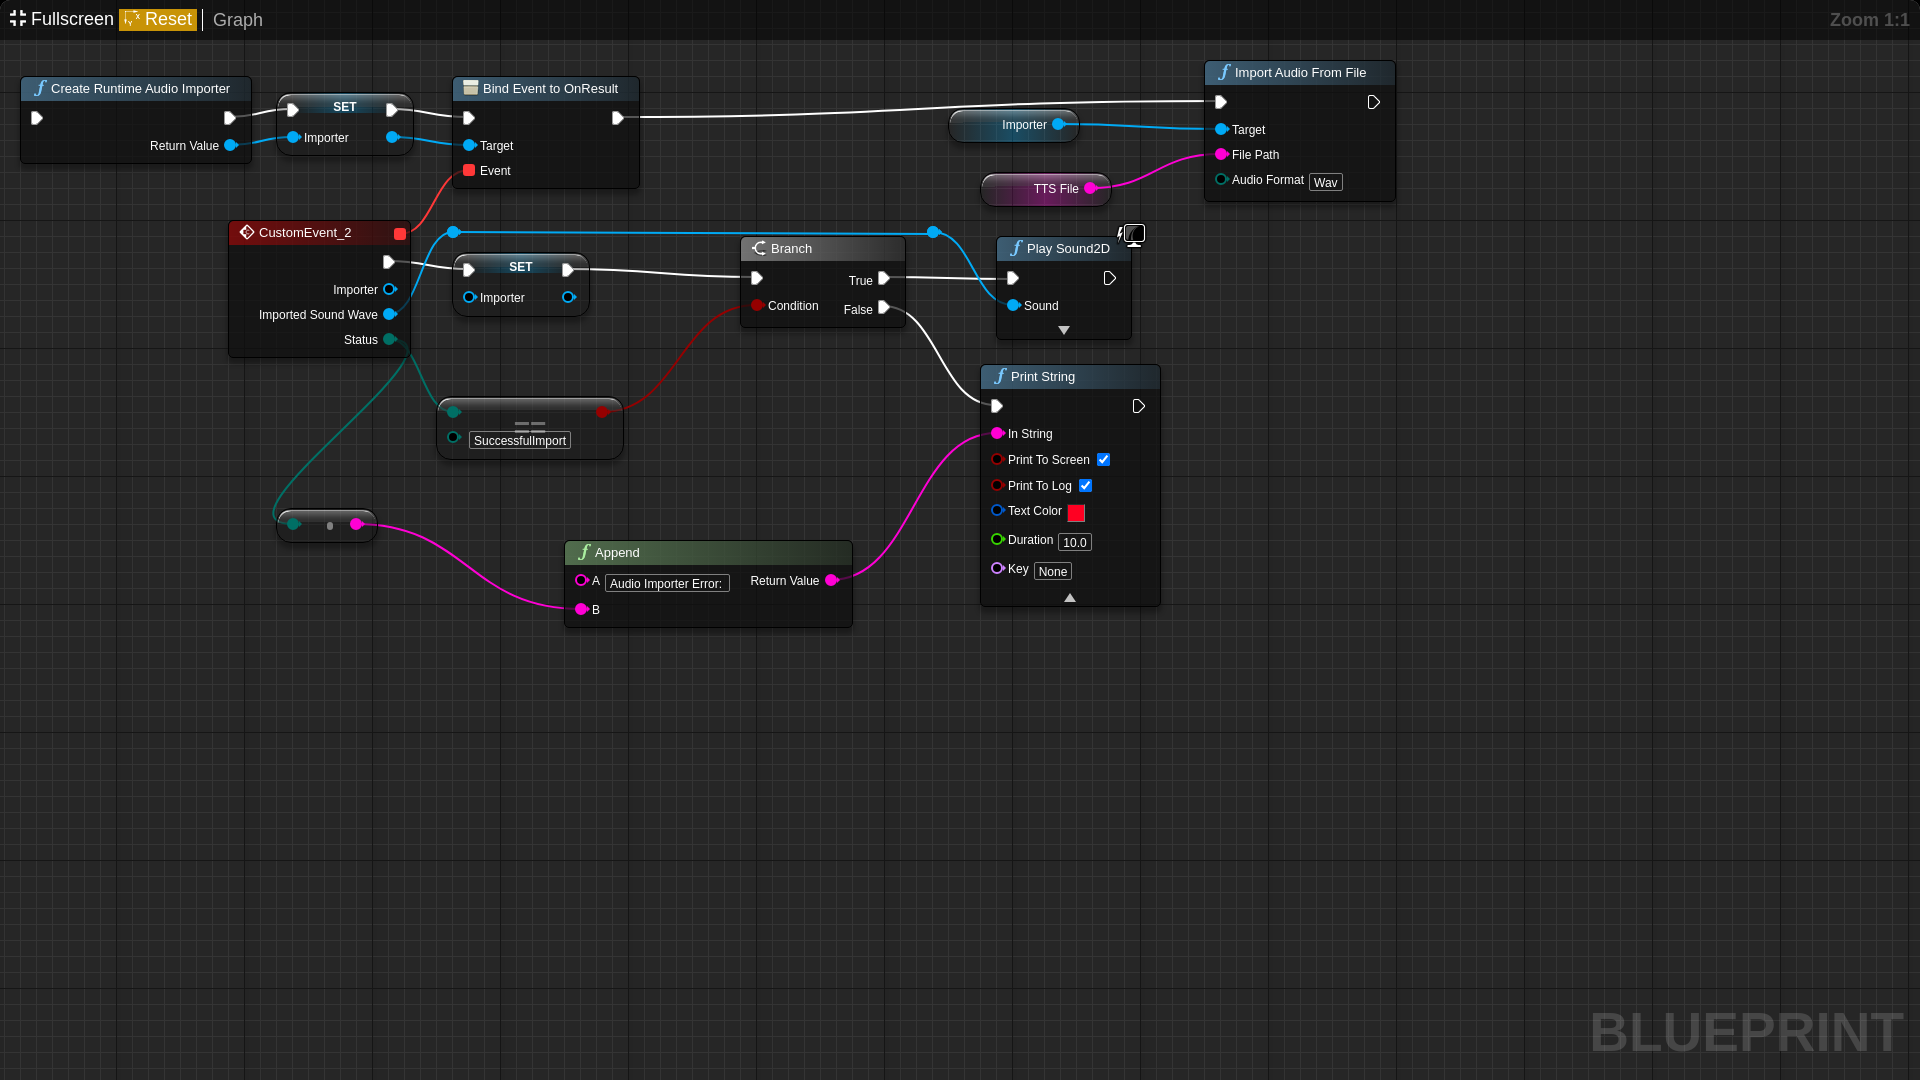 Fullscreen Reset Graph
Zoom 1:1
Create Runtime Audio Importer
Return Value
SET
Importer
Bind Event to OnResult
Target
Event
Importer
TTS File
Import Audio From File
Target
File Path
Audio Format Wav
CustomEvent_2
Importer
Imported Sound Wave
Status
SET
Importer
Branch
Condition
True
False
Play Sound2D
Sound
==
SuccessfulImport
Print String
In String
Print To Screen
Print To Log
Text Color
Duration 10.0
Key None
Append
A Audio Importer Error:
B
Return Value
BLUEPRINT